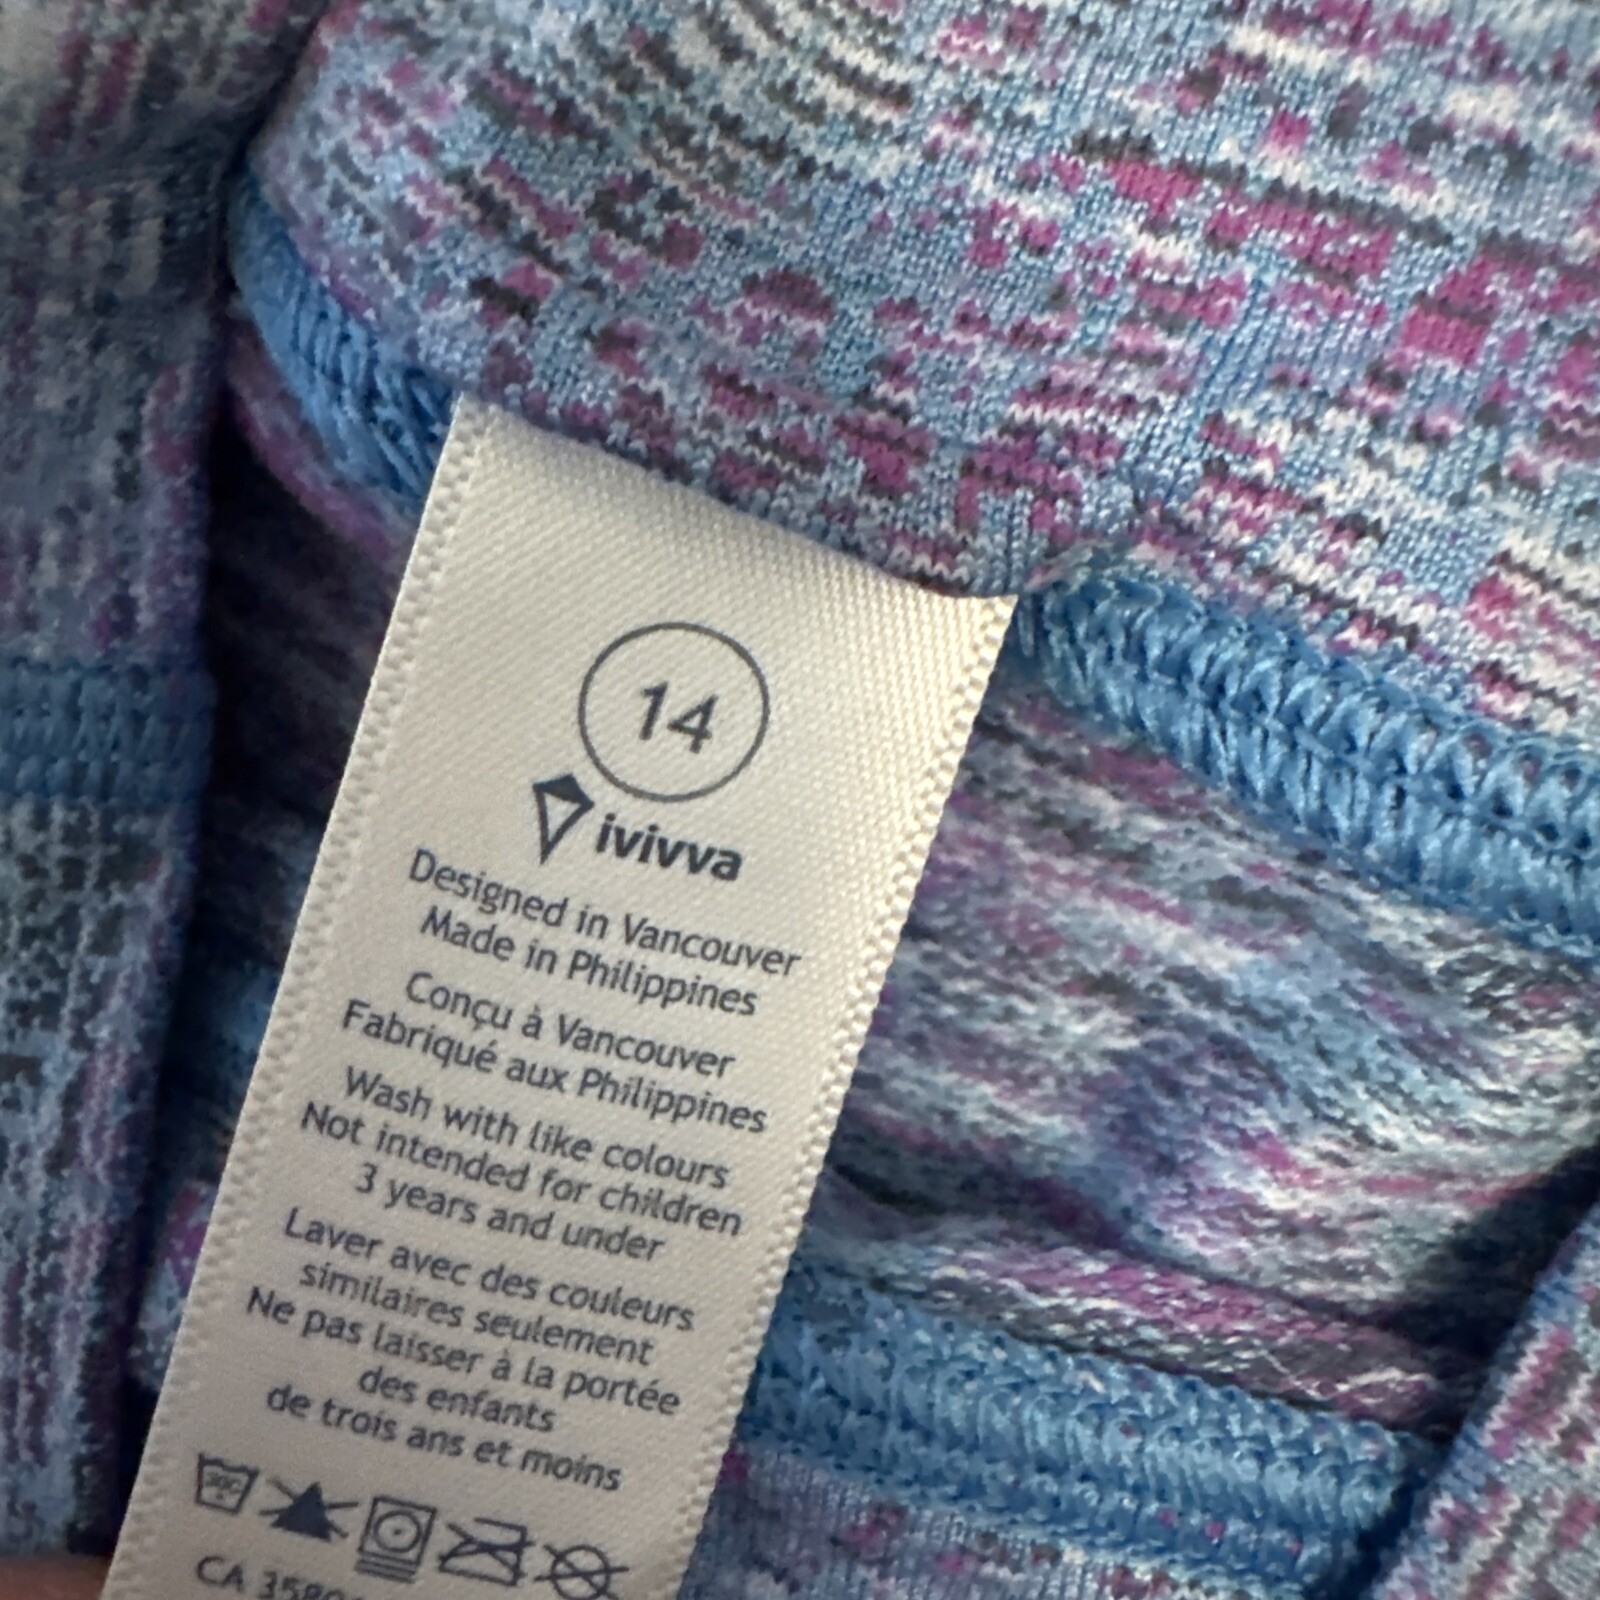 14
ivivva
Designed in Vancouver
Made in Philippines
Conçu à Vancouver
Fabriqué aux Philippines
Wash with like colours
Not intended for children
3 years and under
Laver avec des couleurs
similaires seulement
Ne pas laisser à la portée
des enfants
de trois ans et moins
30C
CA